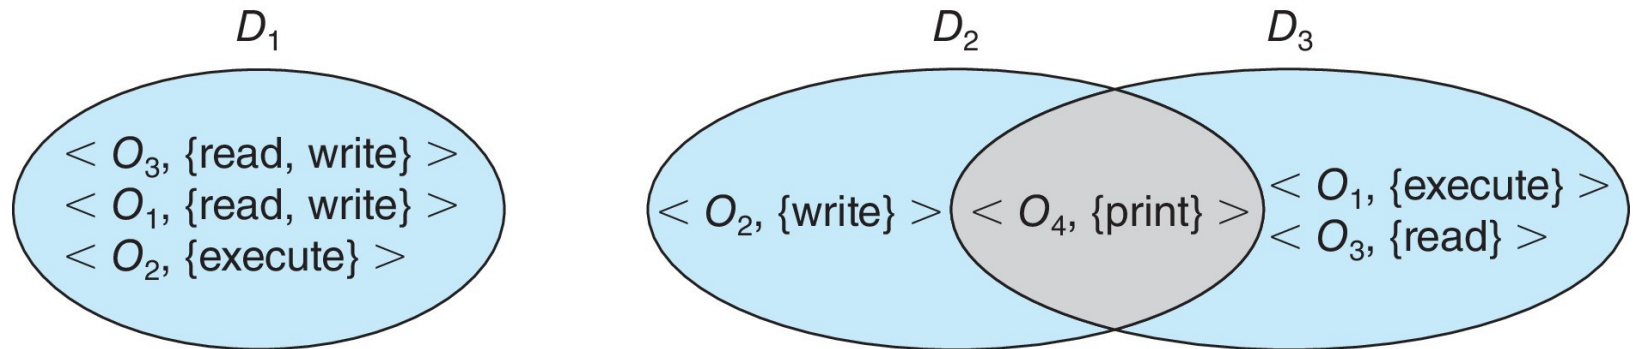 D₁
< O₃, {read, write} >
< O₁, {read, write} >
< O₂, {execute} >
D₂
D₃
< O₂, {write} >
< O₄, {print} >
< O₁, {execute} >
< O₃, {read} >